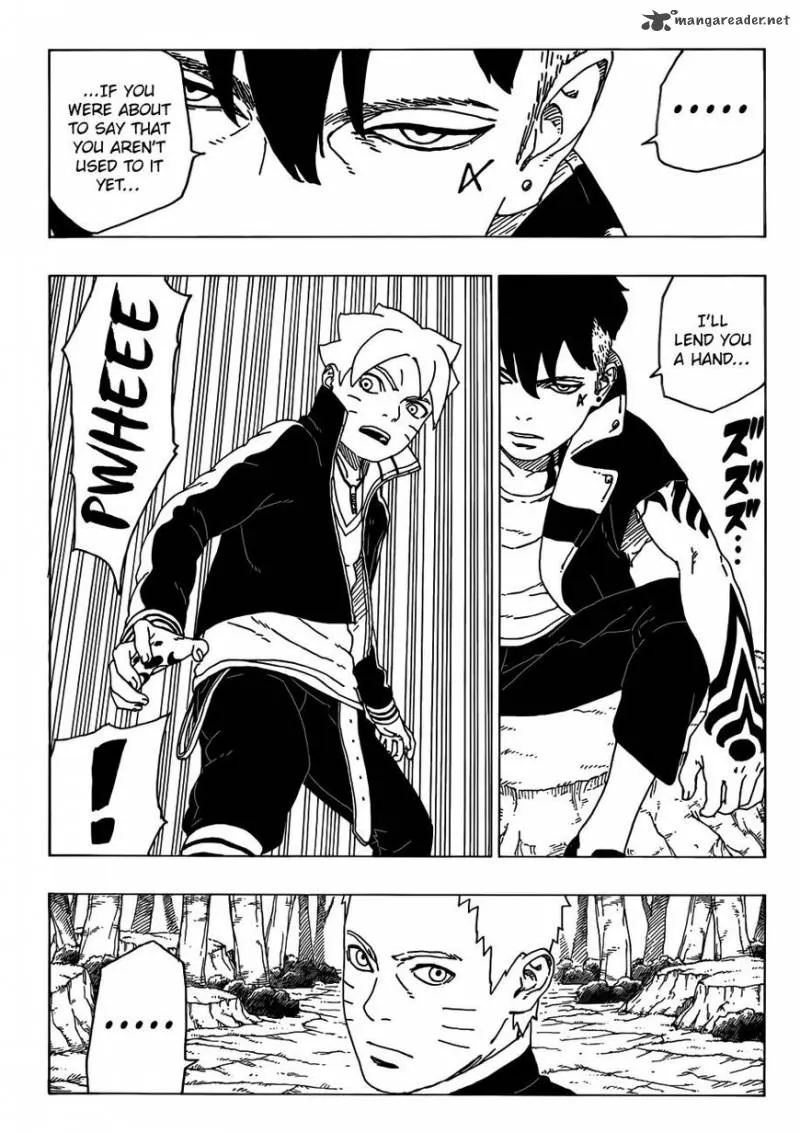 mangareader.net
.....
...IF YOU
WERE ABOUT
TO SAY THAT
YOU AREN'T
USED TO IT
YET...
I'LL
LEND YOU
A HAND...
ズズズ...
PWHEEE
!
.....